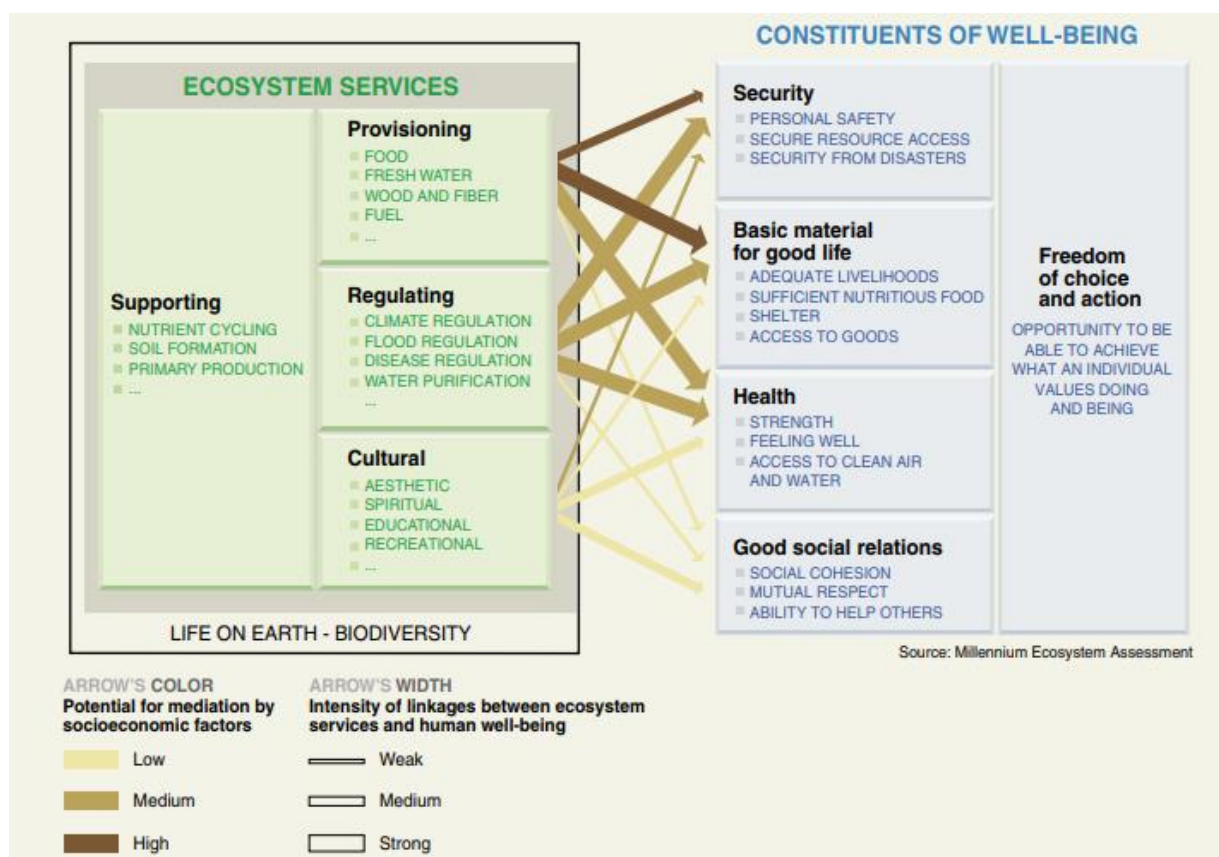 CONSTITUENTS OF WELL-BEING
ECOSYSTEM SERVICES
Supporting
NUTRIENT CYCLING
SOIL FORMATION
PRIMARY PRODUCTION
...
Provisioning
FOOD
FRESH WATER
WOOD AND FIBER
FUEL
...
Regulating
CLIMATE REGULATION
FLOOD REGULATION
DISEASE REGULATION
WATER PURIFICATION
...
Cultural
AESTHETIC
SPIRITUAL
EDUCATIONAL
RECREATIONAL
...
LIFE ON EARTH - BIODIVERSITY
Security
PERSONAL SAFETY
SECURE RESOURCE ACCESS
SECURITY FROM DISASTERS
Basic material
for good life
ADEQUATE LIVELIHOODS
SUFFICIENT NUTRITIOUS FOOD
SHELTER
ACCESS TO GOODS
Health
STRENGTH
FEELING WELL
ACCESS TO CLEAN AIR
AND WATER
Good social relations
SOCIAL COHESION
MUTUAL RESPECT
ABILITY TO HELP OTHERS
Freedom
of choice
and action
OPPORTUNITY TO BE
ABLE TO ACHIEVE
WHAT AN INDIVIDUAL
VALUES DOING
AND BEING
Source: Millennium Ecosystem Assessment
ARROW'S COLOR
Potential for mediation by
socioeconomic factors
Low
Medium
High
ARROW'S WIDTH
Intensity of linkages between ecosystem
services and human well-being
Weak
Medium
Strong